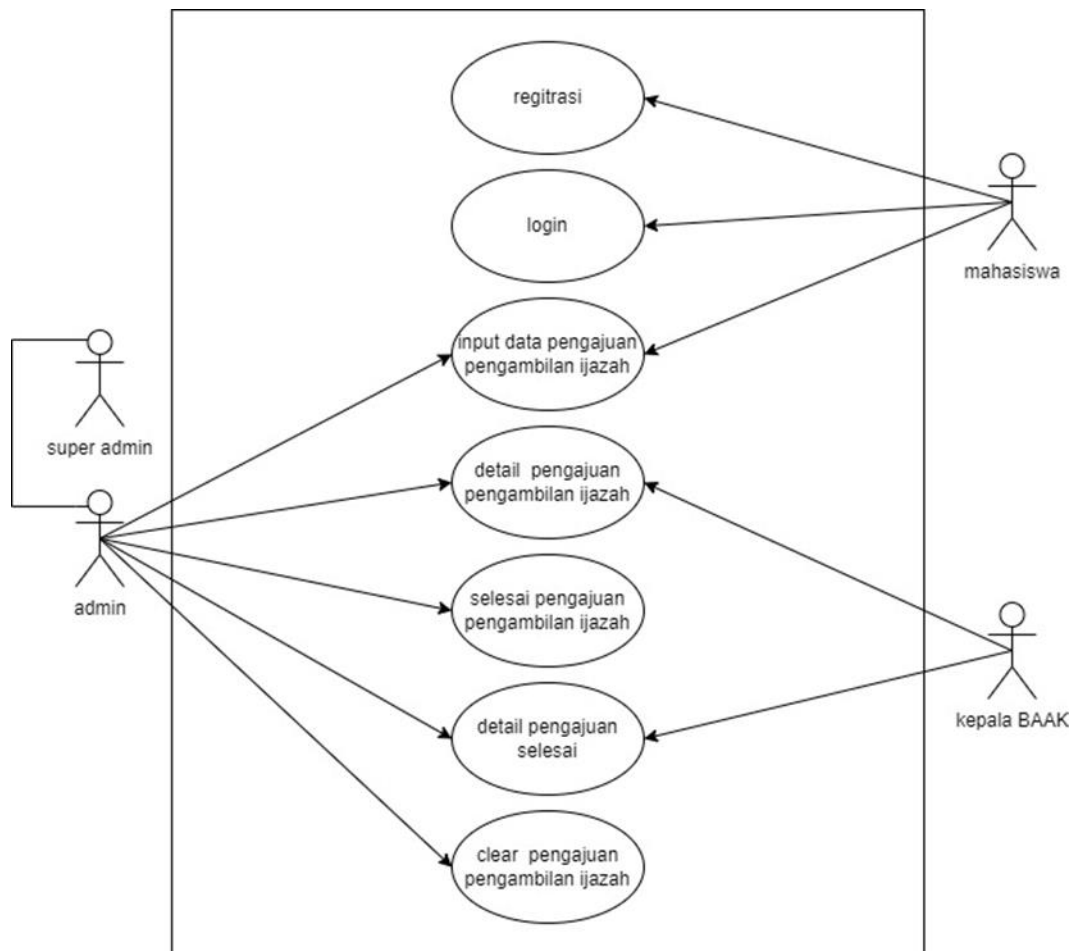 regitrasi
login
mahasiswa
input data pengajuan
pengambilan ijazah
super admin
detail pengajuan
pengambilan ijazah
admin
selesai pengajuan
pengambilan ijazah
kepala BAAK
detail pengajuan
selesai
clear pengajuan
pengambilan ijazah